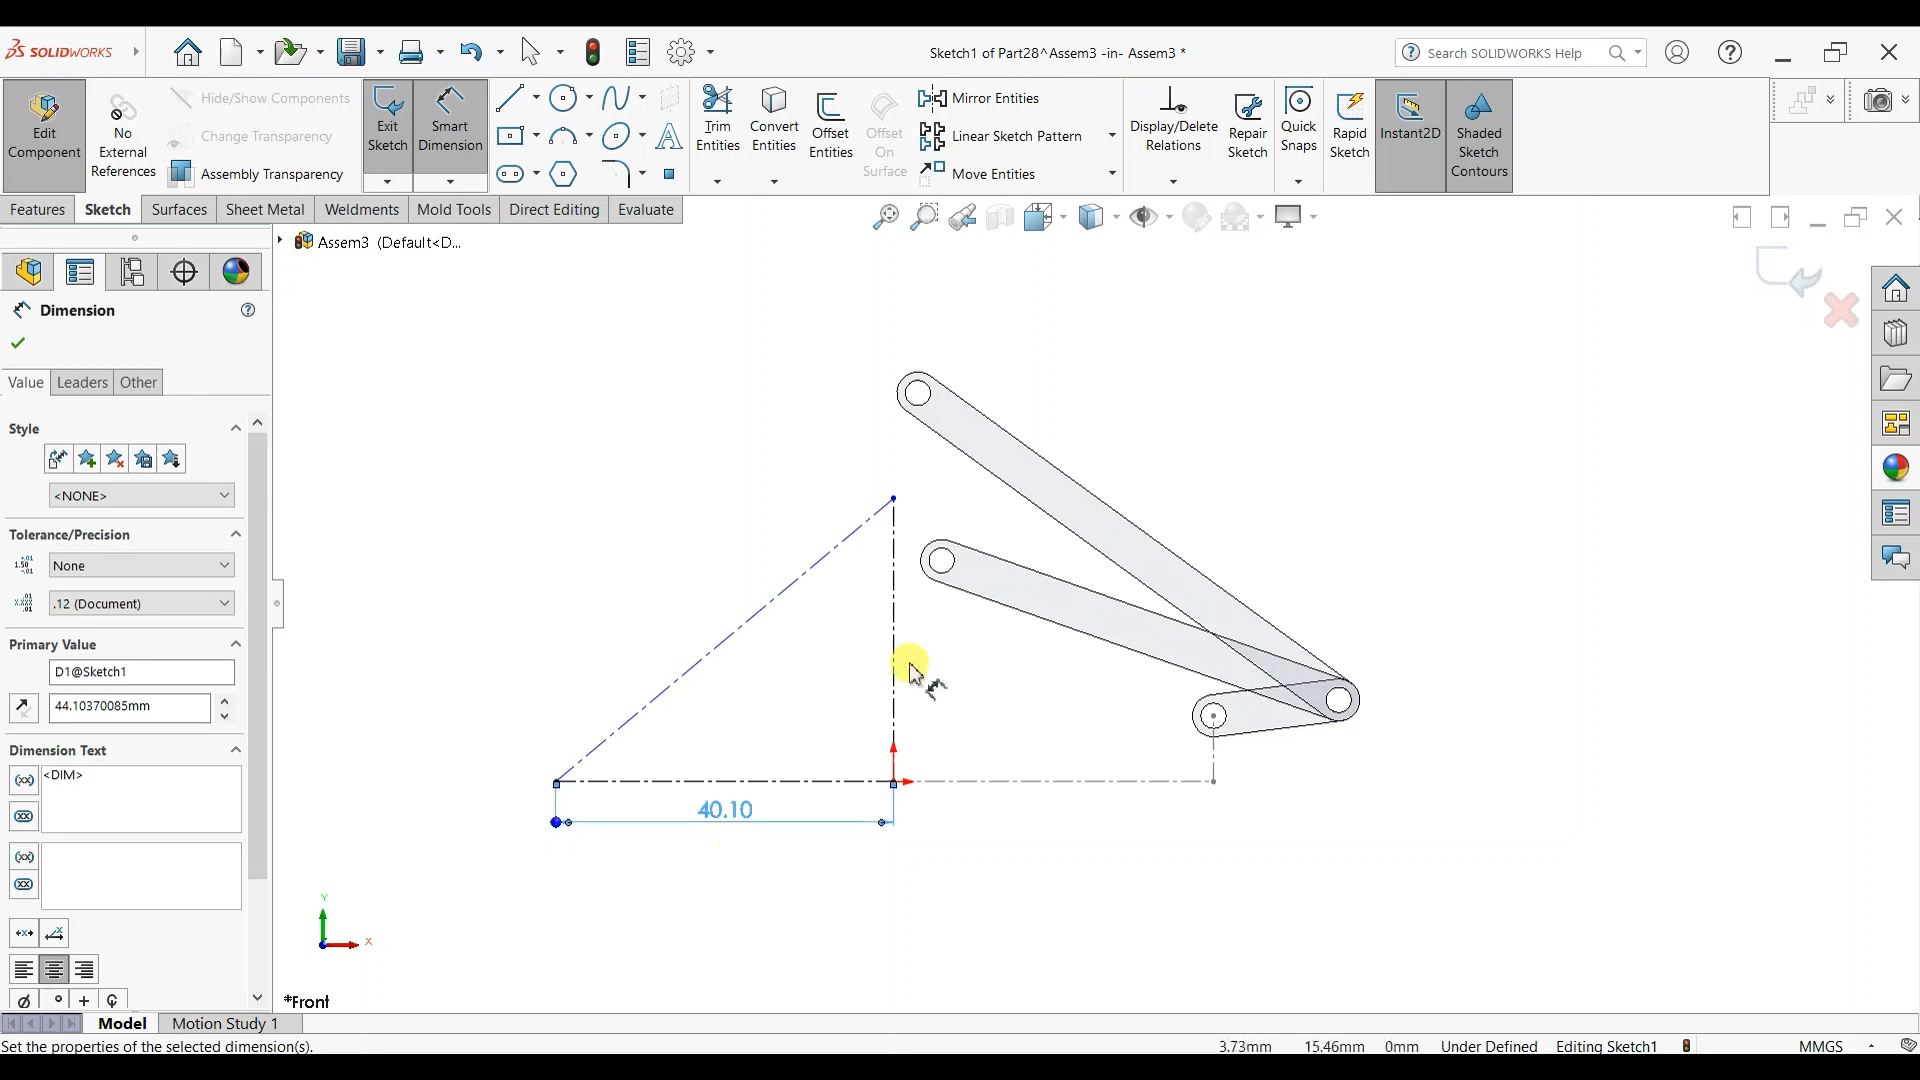 SOLIDWORKS
Sketch1 of Part28^Assem3 -in- Assem3 *
Search SOLIDWORKS Help
Edit Component
No External References
Hide/Show Components
Change Transparency
Assembly Transparency
Exit Sketch
Smart Dimension
Trim Entities
Convert Entities
Offset Entities
Offset On Surface
Mirror Entities
Linear Sketch Pattern
Move Entities
Display/Delete Relations
Repair Sketch
Quick Snaps
Rapid Sketch
Instant2D
Shaded Sketch Contours
Features
Sketch
Surfaces
Sheet Metal
Weldments
Mold Tools
Direct Editing
Evaluate
Assem3 (Default<D...
Dimension
Value
Leaders
Other
Style
<NONE>
Tolerance/Precision
None
.12 (Document)
Primary Value
D1@Sketch1
44.10370085mm
Dimension Text
<DIM>
40.10
Y
X
*Front
Model
Motion Study 1
Set the properties of the selected dimension(s).
3.73mm
15.46mm
0mm
Under Defined
Editing Sketch1
MMGS